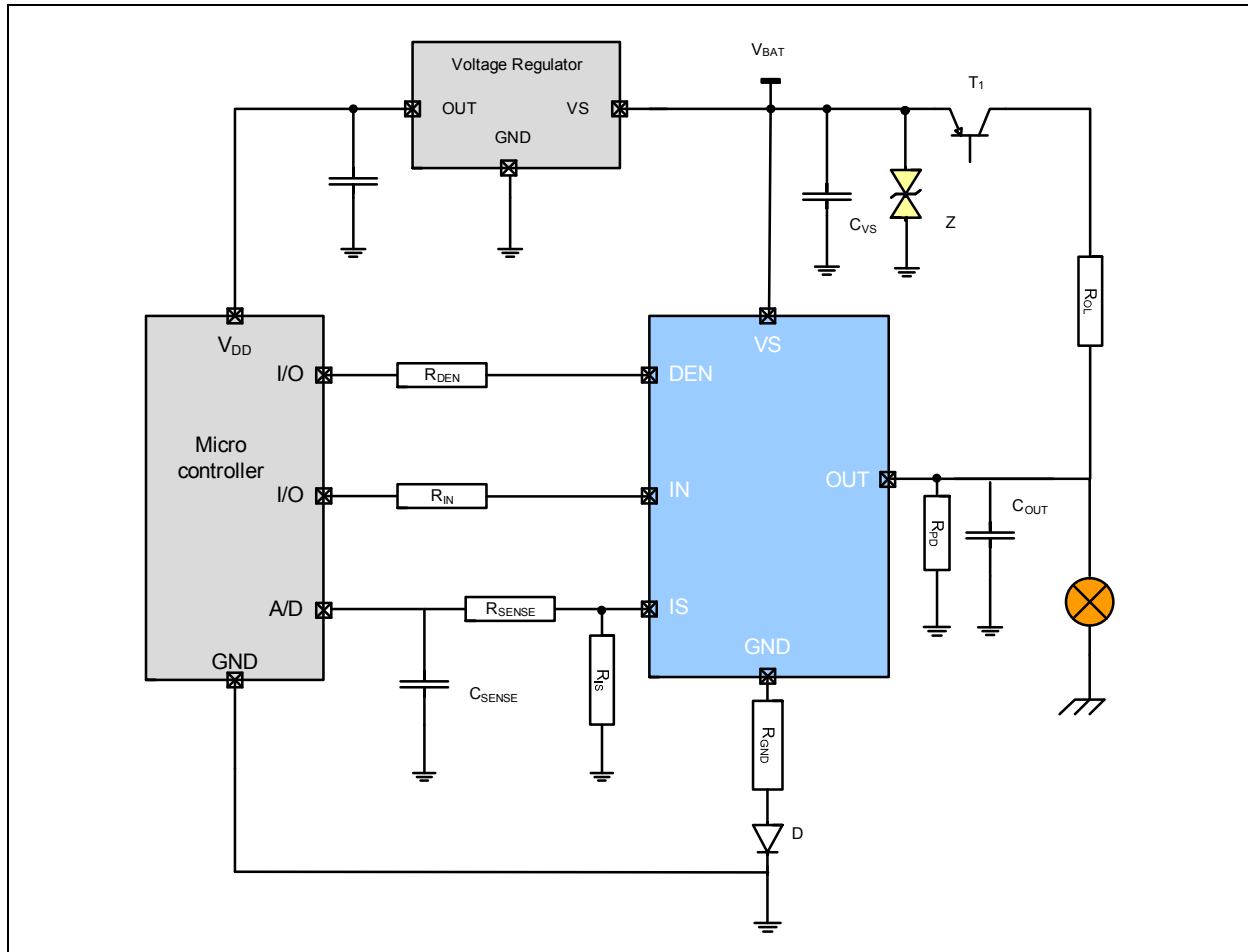 Voltage Regulator
OUT
VS
GND
VBAT
T1
CVS
Z
ROL
VDD
I/O
RDEN
DEN
VS
Micro
controller
I/O
RIN
IN
OUT
RPD
COUT
A/D
RSENSE
IS
GND
CSENSE
RIS
GND
RGND
D